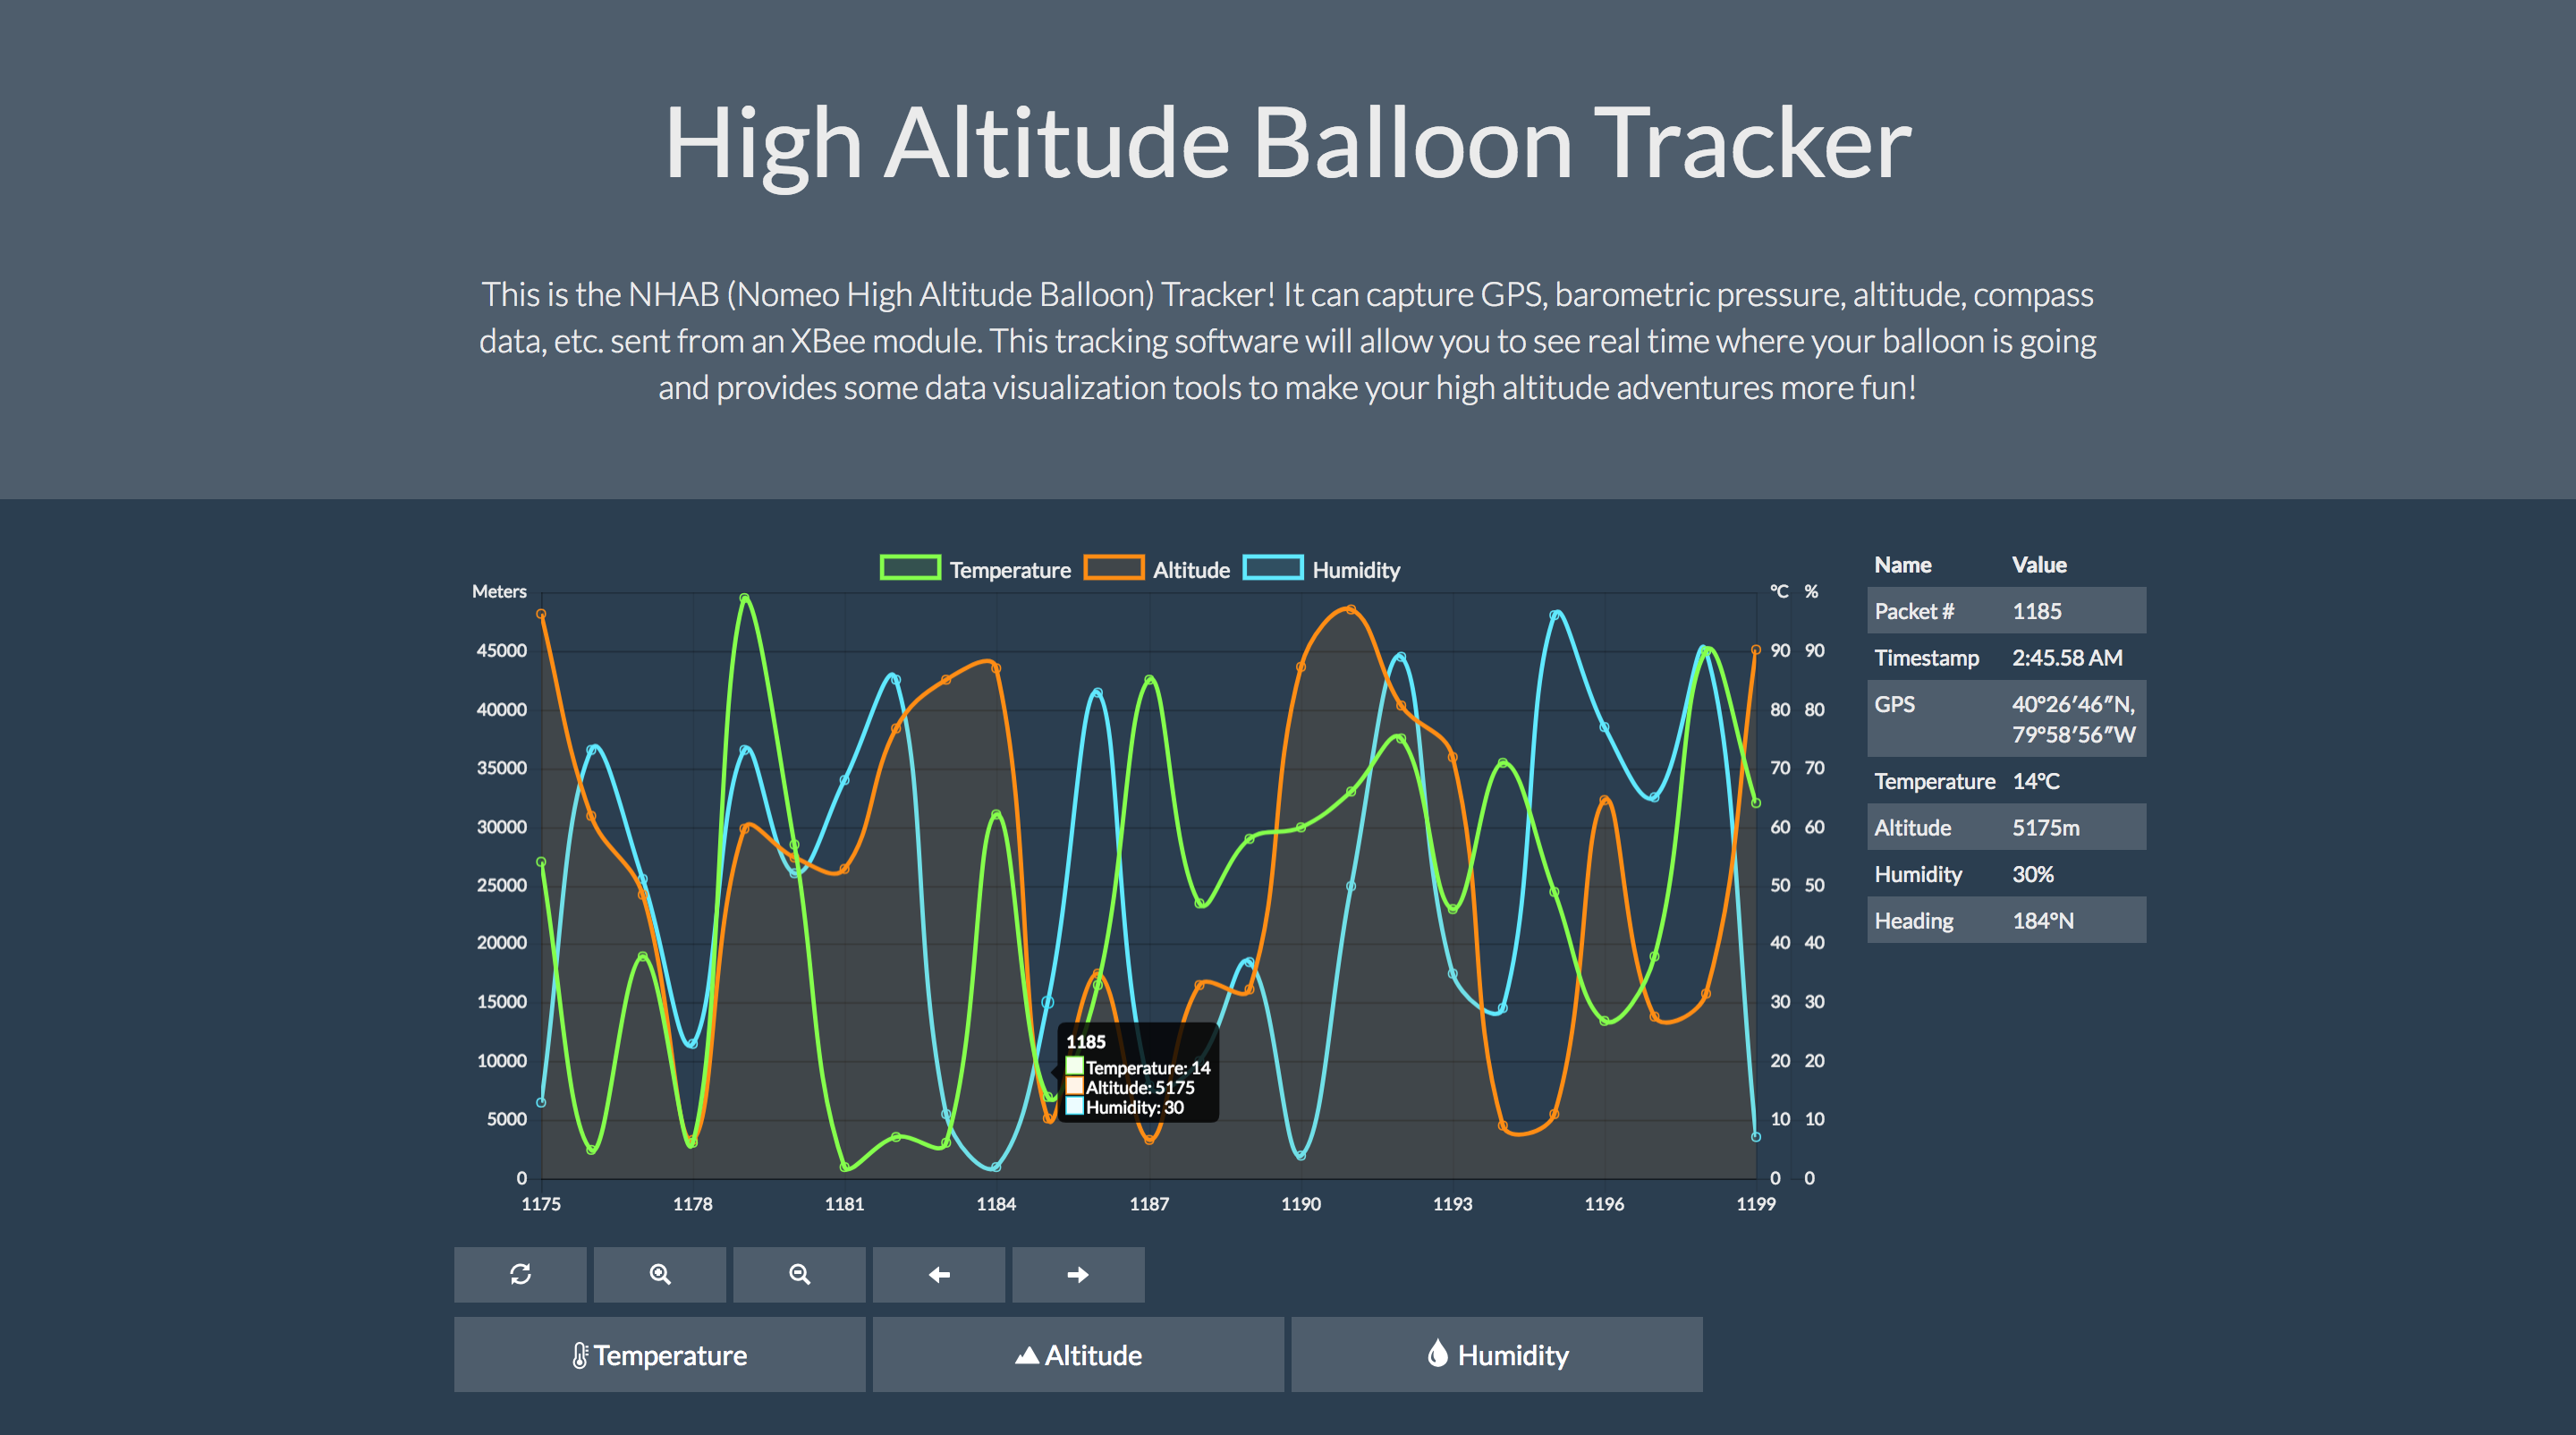 High Altitude Balloon Tracker
This is the NHAB (Nomeo High Altitude Balloon) Tracker! It can capture GPS, barometric pressure, altitude, compass
data, etc. sent from an XBee module. This tracking software will allow you to see real time where your balloon is going
and provides some data visualization tools to make your high altitude adventures more fun!
Temperature Altitude Humidity
Meters °C %
45000 90 90
40000 80 80
35000 70 70
30000 60 60
25000 50 50
20000 40 40
15000 30 30
10000 20 20
5000 10 10
0 0 0
1175 1178 1181 1184 1187 1190 1193 1196 1199
1185
Temperature: 14
Altitude: 5175
Humidity: 30
Name Value
Packet # 1185
Timestamp 2:45.58 AM
GPS 40°26′46″N,
79°58′56″W
Temperature 14°C
Altitude 5175m
Humidity 30%
Heading 184°N
Temperature Altitude Humidity